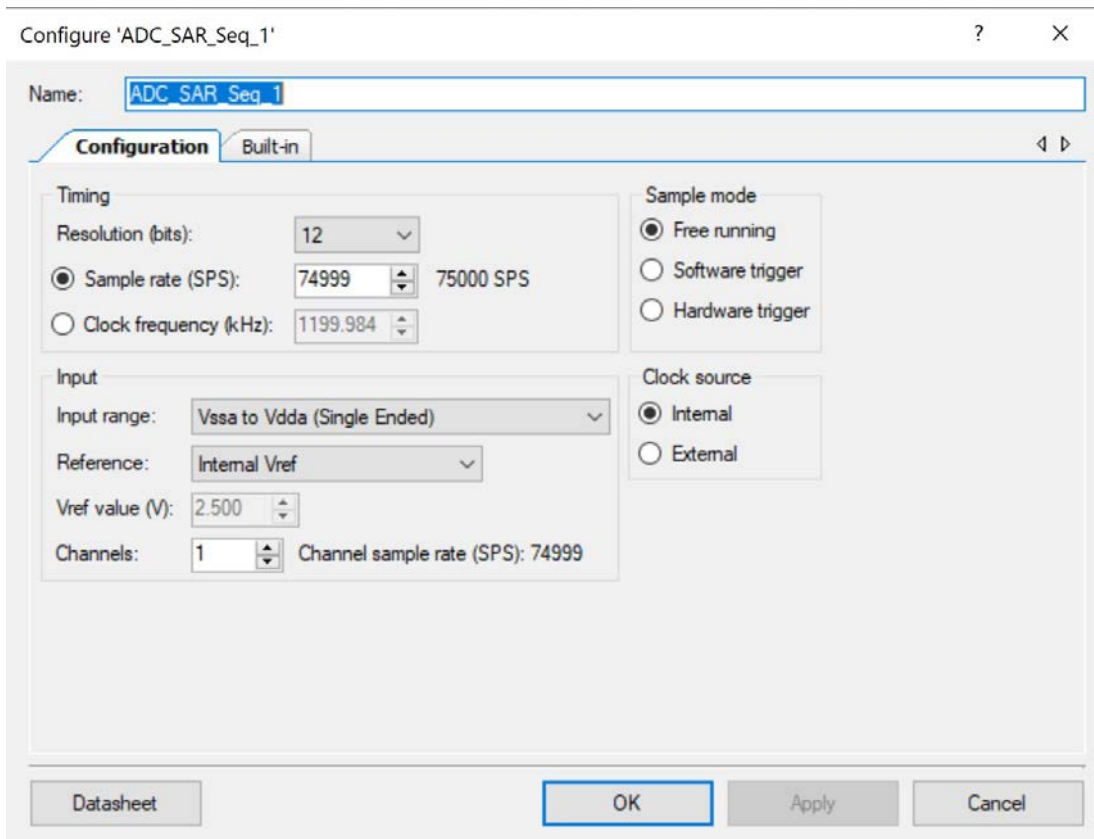 Configure 'ADC_SAR_Seq_1'
?
Name: ADC_SAR_Seq_1
Configuration Built-in
Timing
Resolution (bits): 12
Sample rate (SPS): 74999 75000 SPS
Clock frequency (kHz): 1199.984
Sample mode
Free running
Software trigger
Hardware trigger
Input
Input range: Vssa to Vdda (Single Ended)
Reference: Internal Vref
Vref value (V): 2.500
Channels: 1 Channel sample rate (SPS): 74999
Clock source
Internal
External
Datasheet OK Apply Cancel